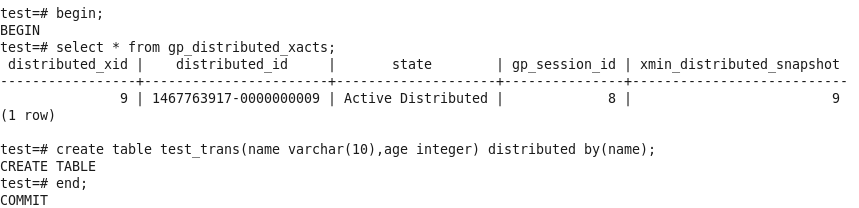 test=# begin;
BEGIN
test=# select * from gp_distributed_xacts;
 distributed_xid |    distributed_id     |       state        | gp_session_id | xmin_distributed_snapshot
-----------------+-----------------------+--------------------+---------------+---------------------------
               9 | 1467763917-0000000009 | Active Distributed |             8 |                         9
(1 row)

test=# create table test_trans(name varchar(10),age integer) distributed by(name);
CREATE TABLE
test=# end;
COMMIT